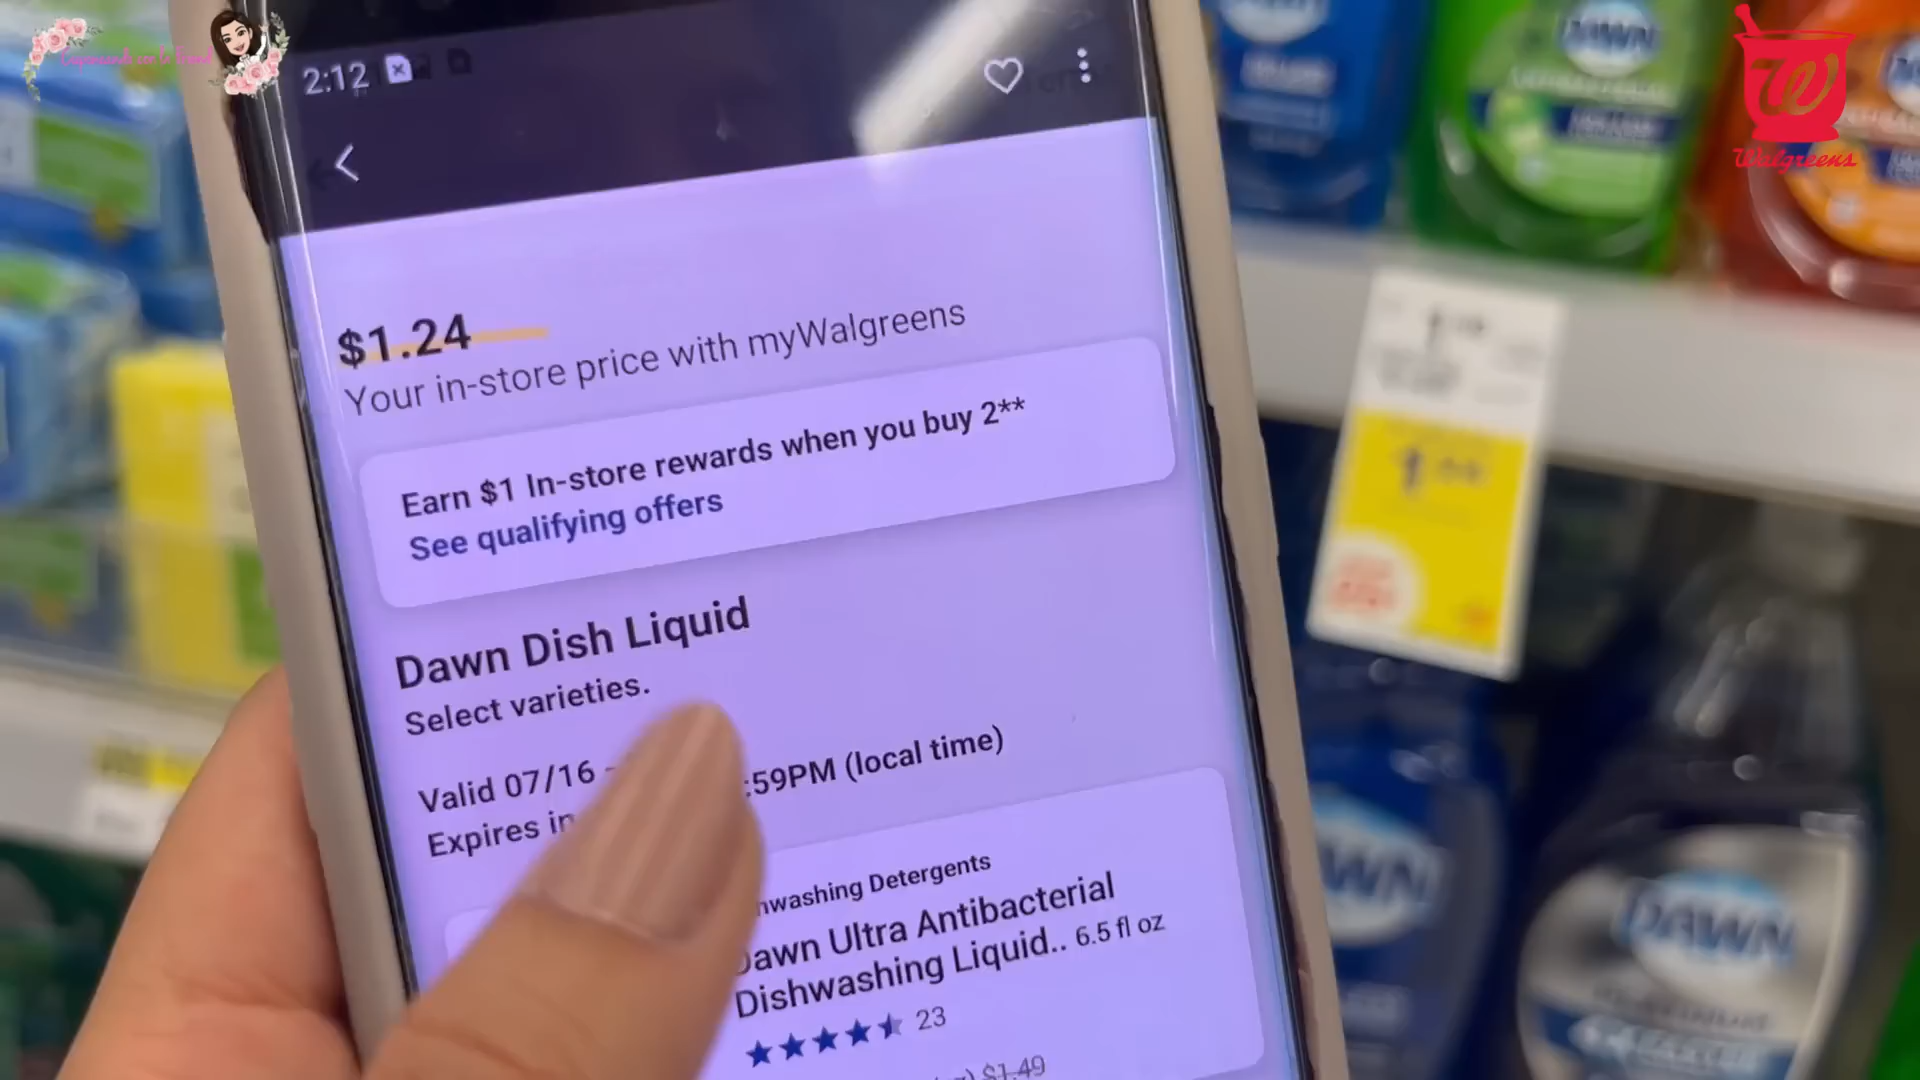 2:12
$1.24
Your in-store price with myWalgreens
Earn $1 In-store rewards when you buy 2**
See qualifying offers
Dawn Dish Liquid
Select varieties.
Valid 07/16 - :59PM (local time)
Expires in
hwashing Detergents
Dawn Ultra Antibacterial
Dishwashing Liquid.. 6.5 fl oz
23
$1.49
Walgreens
DAWN
DAWN
DAWN